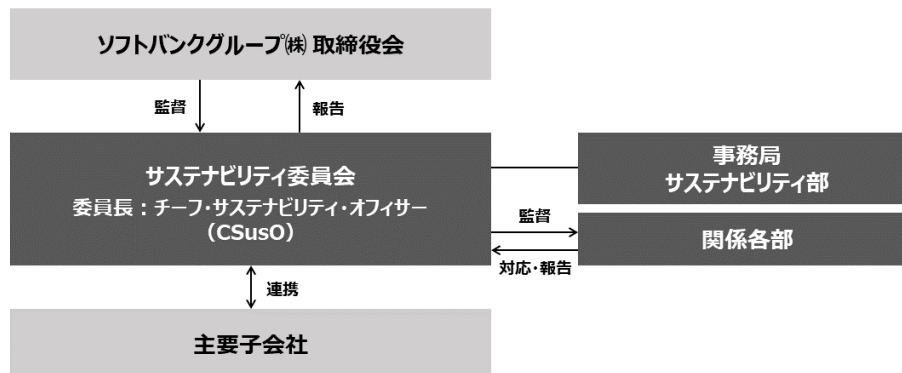 ソフトバンクグループ㈱ 取締役会
監督
報告
サステナビリティ委員会
委員長：チーフ・サステナビリティ・オフィサー
（CSusO）
事務局
サステナビリティ部
監督
関係各部
対応・報告
連携
主要子会社